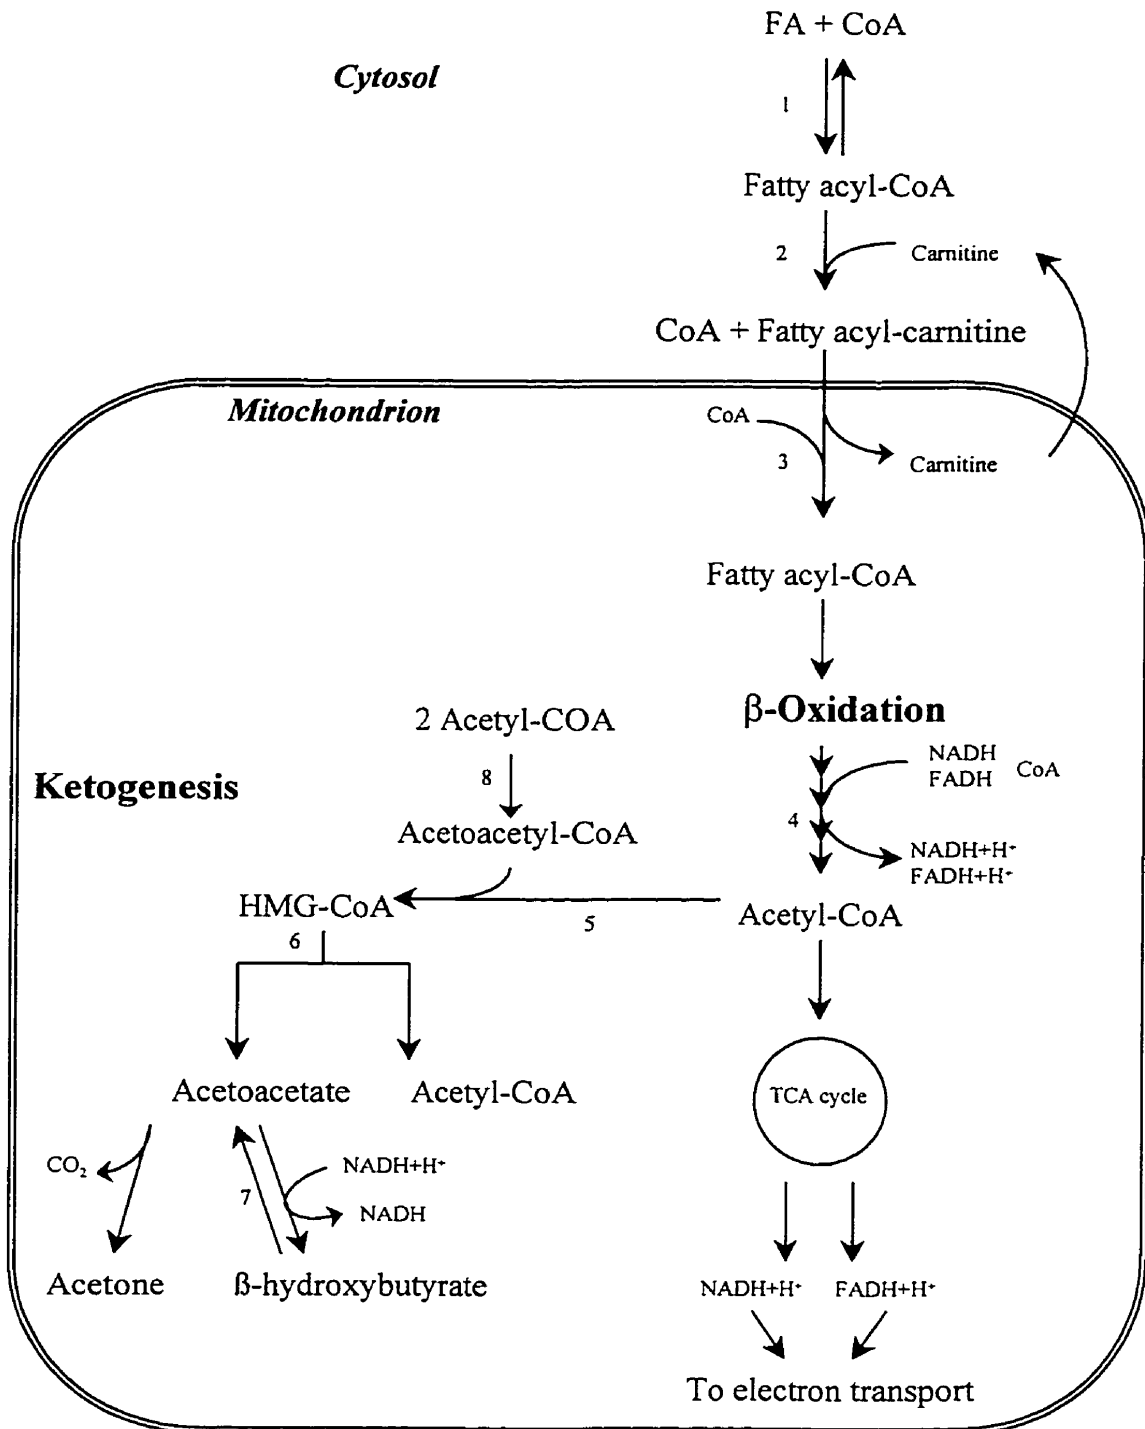 FA + CoA
Cytosol
1
Fatty acyl-CoA
2
Carnitine
CoA + Fatty acyl-carnitine
Mitochondrion
CoA
3
Carnitine
Fatty acyl-CoA
2 Acetyl-COA
β-Oxidation
NADH
FADH
CoA
Ketogenesis
8
4
Acetoacetyl-CoA
NADH+H⁺
FADH+H⁺
HMG-CoA
5
Acetyl-CoA
6
Acetoacetate
Acetyl-CoA
TCA cycle
CO₂
NADH+H⁺
7
NADH
Acetone
ß-hydroxybutyrate
NADH+H⁺
FADH+H⁺
To electron transport